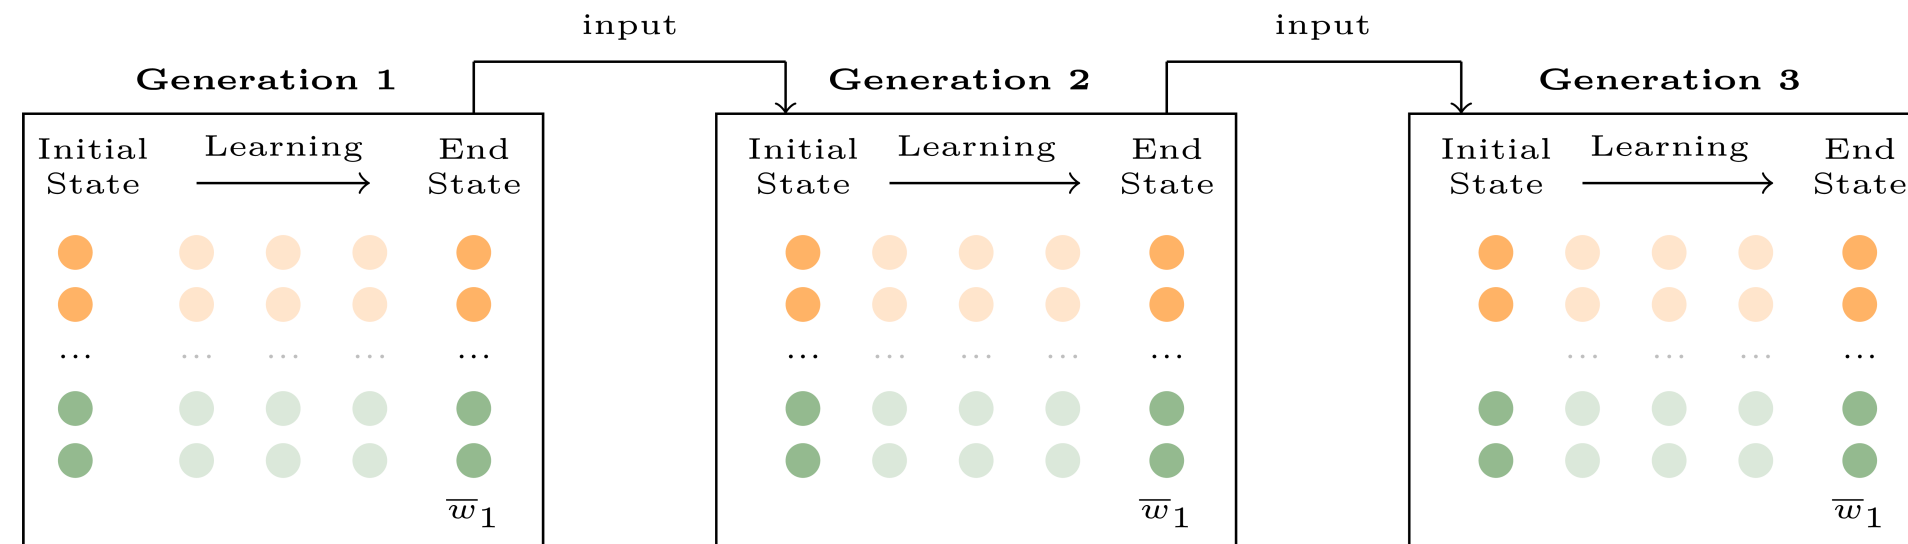 input
input
Generation 1
Generation 2
Generation 3
Initial State
Learning
End State
...
...
...
...
...
w̅1
Initial State
Learning
End State
...
...
...
...
...
w̅1
Initial State
Learning
End State
...
...
...
...
w̅1